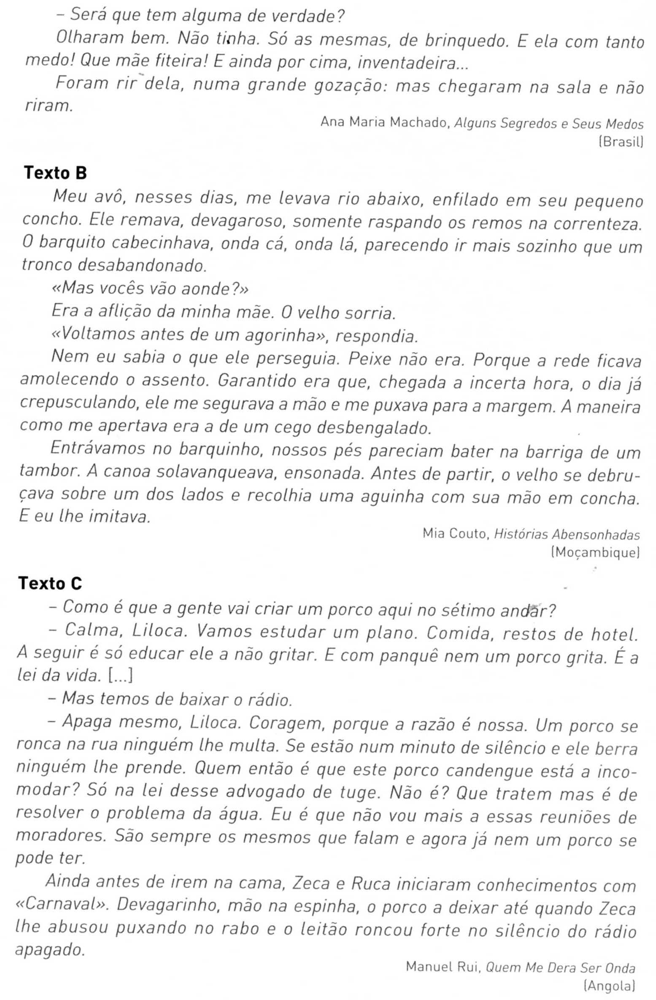 – Será que tem alguma de verdade?
Olharam bem. Não tinha. Só as mesmas, de brinquedo. E ela com tanto
medo! Que mãe fiteira! E ainda por cima, inventadeira...
Foram rir dela, numa grande gozação: mas chegaram na sala e não
riram.
Ana Maria Machado, Alguns Segredos e Seus Medos
(Brasil)
Texto B
Meu avô, nesses dias, me levava rio abaixo, enfilado em seu pequeno
concho. Ele remava, devagaroso, somente raspando os remos na correnteza.
O barquito cabecinhava, onda cá, onda lá, parecendo ir mais sozinho que um
tronco desabandonado.
«Mas vocês vão aonde?»
Era a aflição da minha mãe. O velho sorria.
«Voltamos antes de um agorinha», respondia.
Nem eu sabia o que ele perseguia. Peixe não era. Porque a rede ficava
amolecendo o assento. Garantido era que, chegada a incerta hora, o dia já
crepusculando, ele me segurava a mão e me puxava para a margem. A maneira
como me apertava era a de um cego desbengalado.
Entrávamos no barquinho, nossos pés pareciam bater na barriga de um
tambor. A canoa solavanqueava, ensonada. Antes de partir, o velho se debru-
çava sobre um dos lados e recolhia uma aguinha com sua mão em concha.
E eu lhe imitava.
Mia Couto, Histórias Abensonhadas
(Moçambique)
Texto C
– Como é que a gente vai criar um porco aqui no sétimo andar?
– Calma, Liloca. Vamos estudar um plano. Comida, restos de hotel.
A seguir é só educar ele a não gritar. E com panquê nem um porco grita. É a
lei da vida. [...]
– Mas temos de baixar o rádio.
– Apaga mesmo, Liloca. Coragem, porque a razão é nossa. Um porco se
ronca na rua ninguém lhe multa. Se estão num minuto de silêncio e ele berra
ninguém lhe prende. Quem então é que este porco candengue está a inco-
modar? Só na lei desse advogado de tuge. Não é? Que tratem mas é de
resolver o problema da água. Eu é que não vou mais a essas reuniões de
moradores. São sempre os mesmos que falam e agora já nem um porco se
pode ter.
Ainda antes de irem na cama, Zeca e Ruca iniciaram conhecimentos com
«Carnaval». Devagarinho, mão na espinha, o porco a deixar até quando Zeca
lhe abusou puxando no rabo e o leitão roncou forte no silêncio do rádio
apagado.
Manuel Rui, Quem Me Dera Ser Onda
(Angola)